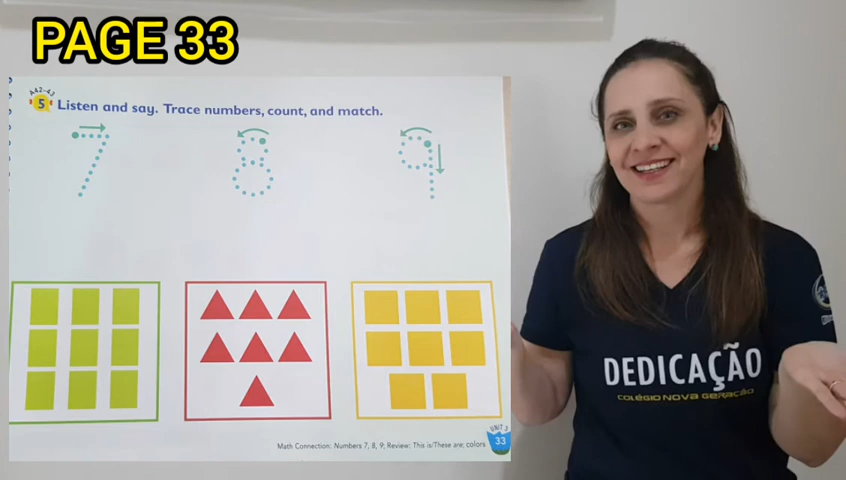 PAGE 33
A42-43
5 Listen and say. Trace numbers, count, and match.
7 8 9
DEDICAÇÃO
COLÉGIO NOVA GERAÇÃO
Math Connection: Numbers 7, 8, 9; Review: This is/These are; colors
UNIT 3
33